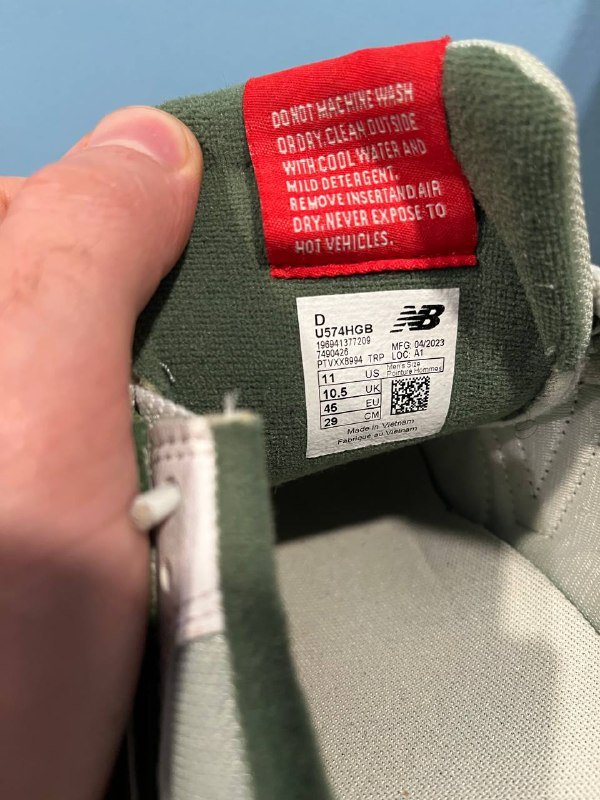 DO NOT MACHINE WASH
OR DRY. CLEAN OUTSIDE
WITH COOL WATER AND
MILD DETERGENT.
REMOVE INSERT AND AIR
DRY. NEVER EXPOSE TO
HOT VEHICLES.
D
U574HGB
NB
196941377209
7490426
MFG: 04/2023
PTVXX8994 TRP LOC: A1
11 US Men's Size
Pointure Hommes
10.5 UK
45 EU
29 CM
Made in Vietnam
Fabriqué au Vietnam